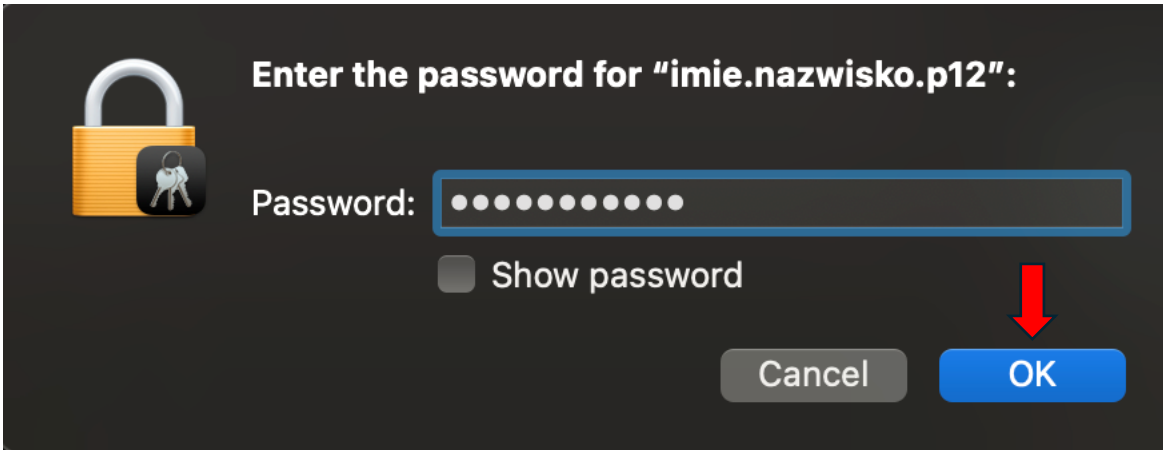 Enter the password for “imie.nazwisko.p12”:
Password: ●●●●●●●●●●●
Show password
Cancel OK